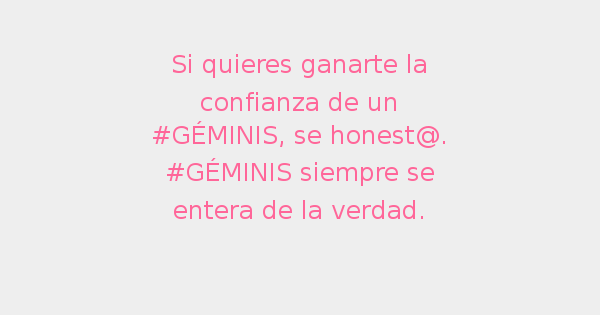 Si quieres ganarte la
confianza de un
#GÉMINIS, se honest@.
#GÉMINIS siempre se
entera de la verdad.